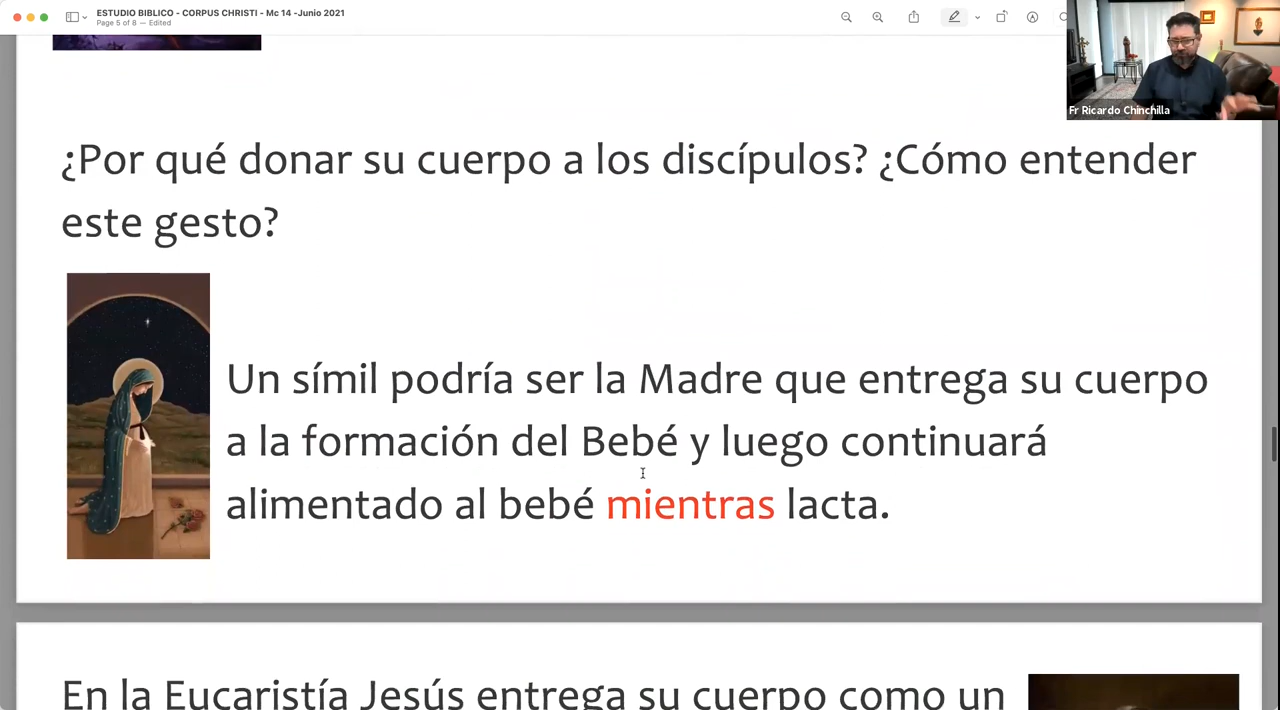 ESTUDIO BIBLICO - CORPUS CHRISTI - Mc 14 -Junio 2021
Page 5 of 8 — Edited
Fr Ricardo Chinchilla
¿Por qué donar su cuerpo a los discípulos? ¿Cómo entender
este gesto?
Un símil podría ser la Madre que entrega su cuerpo
a la formación del Bebé y luego continuará
alimentado al bebé mientras lacta.
En la Eucaristía Jesús entrega su cuerpo como un